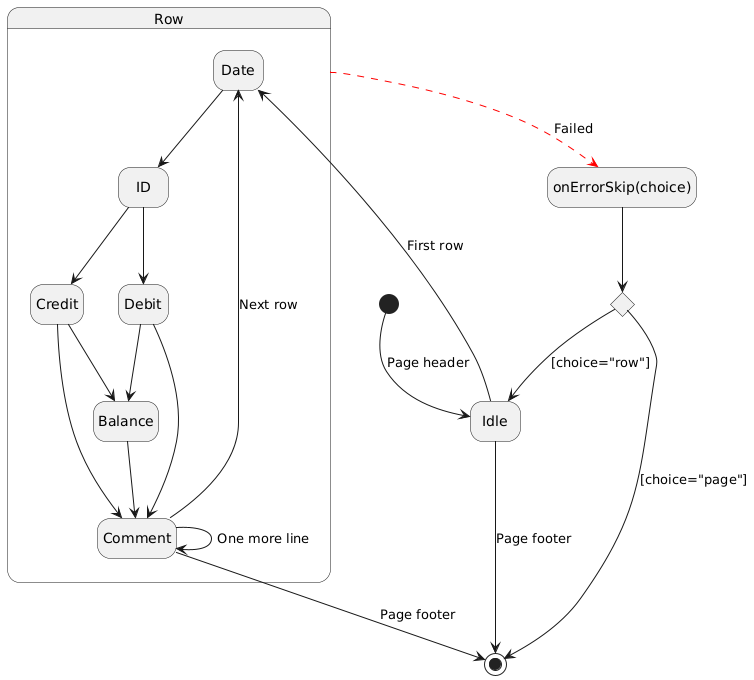 Row
Date
Failed
ID
onErrorSkip(choice)
First row
Credit
Debit
Next row
Page header
[choice="row"]
Balance
Idle
[choice="page"]
Comment
One more line
Page footer
Page footer